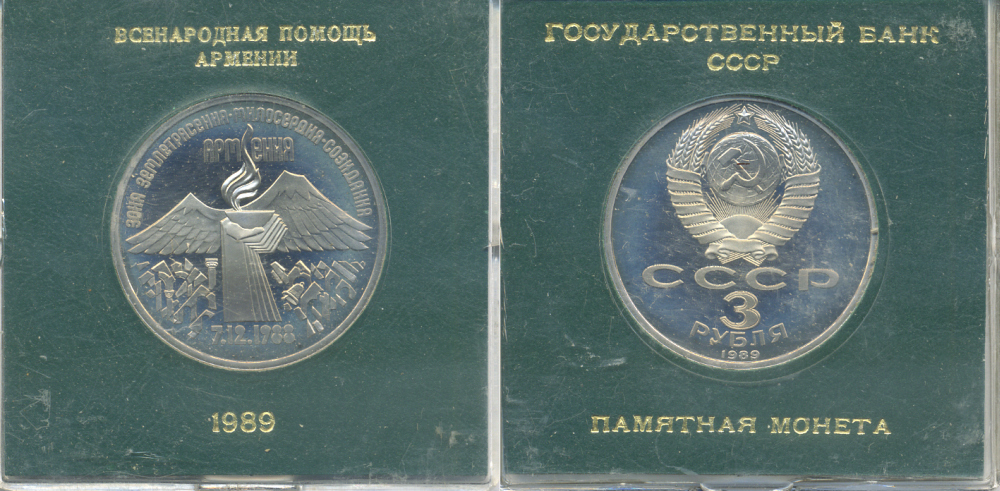 ВСЕНАРОДНАЯ ПОМОЩЬ
АРМЕНИИ
ЗОНА ЗЕМЛЕТРЯСЕНИЯ·МИЛОСЕРДИЯ·СОЗИДАНИЯ
АРМЕНИЯ
7.12.1988
1989
ГОСУДАРСТВЕННЫЙ БАНК
СССР
СССР
3
РУБЛЯ
1989
ПАМЯТНАЯ МОНЕТА